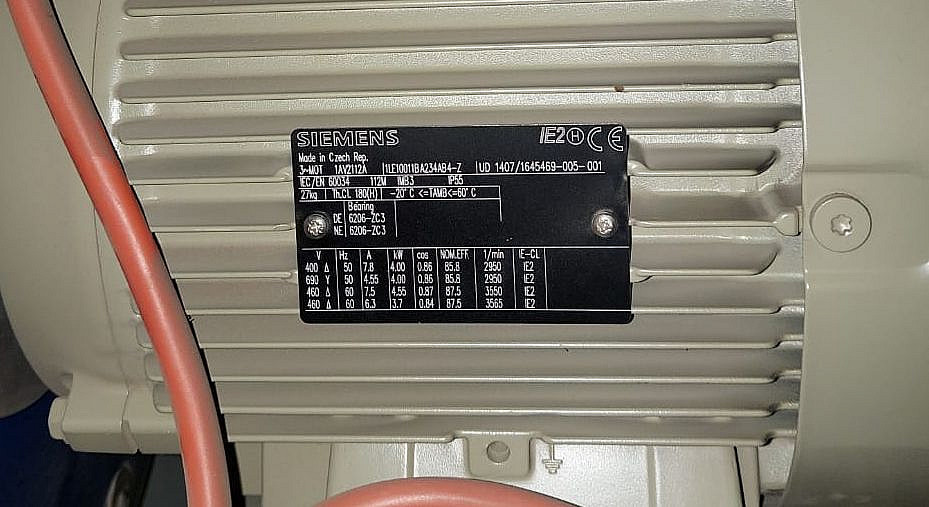 SIEMENS IE2 H CE
Made in Czech Rep.
3~MOT 1AV2112A 1LE10011BA234AB4-Z UD 1407/1645469-005-001
IEC/EN 60034 112M IMB3 IP55
27kg Th.CL 180(H) -20°C <=TAMB<=60°C
Bearing
DE 6206-2C3
NE 6206-2C3
V Hz A kW cos NOM.EFF 1/min IE-CL
400 Δ 50 7.8 4.00 0.86 85.8 2950 IE2
690 Y 50 4.55 4.00 0.86 85.8 2950 IE2
460 Δ 60 7.5 4.55 0.87 87.5 3550 IE2
460 Δ 60 6.3 3.7 0.84 87.5 3565 IE2